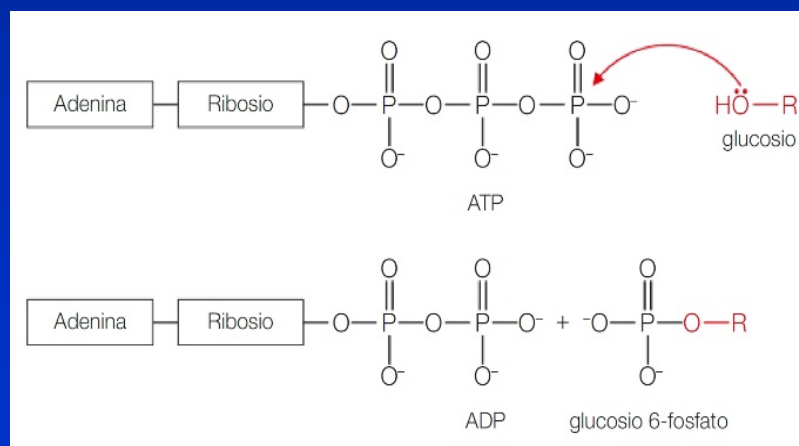 O O O
Adenina Ribosio O P O P O P O⁻ HÖ—R
O⁻ O⁻ O⁻
glucosio
ATP
O O O
Adenina Ribosio O P O P O⁻ + ⁻O P O—R
O⁻ O⁻ O⁻
ADP glucosio 6-fosfato